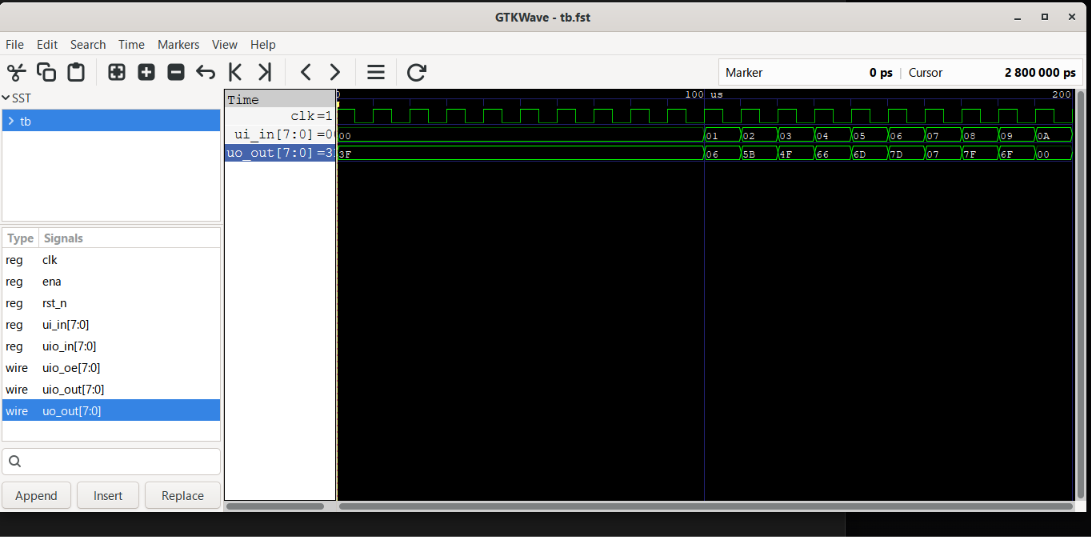 GTKWave - tb.fst
File Edit Search Time Markers View Help
Marker 0 ps | Cursor 2 800 000 ps
SST
tb
Type Signals
reg clk
reg ena
reg rst_n
reg ui_in[7:0]
reg uio_in[7:0]
wire uio_oe[7:0]
wire uio_out[7:0]
wire uo_out[7:0]
Append Insert Replace
Time
clk=1
ui_in[7:0]=0
uo_out[7:0]=3
0 100 us 200
00 01 02 03 04 05 06 07 08 09 0A
3F 06 5B 4F 66 6D 7D 07 7F 6F 00